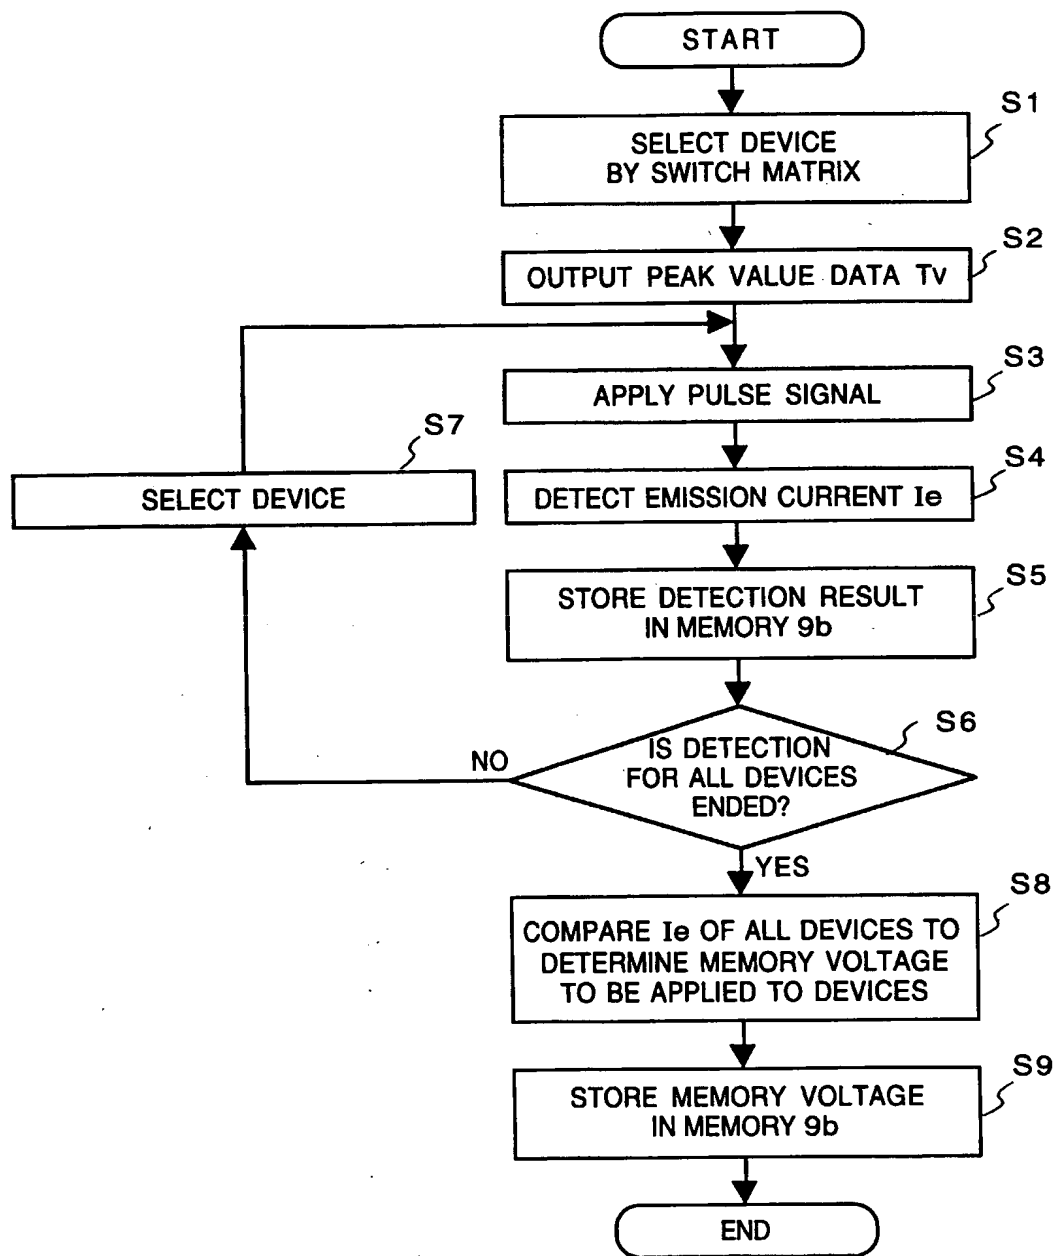 START
S1
SELECT DEVICE
BY SWITCH MATRIX
S2
OUTPUT PEAK VALUE DATA Tv
S3
APPLY PULSE SIGNAL
S7
SELECT DEVICE
S4
DETECT EMISSION CURRENT Ie
S5
STORE DETECTION RESULT
IN MEMORY 9b
S6
IS DETECTION
FOR ALL DEVICES
ENDED?
NO
YES
S8
COMPARE Ie OF ALL DEVICES TO
DETERMINE MEMORY VOLTAGE
TO BE APPLIED TO DEVICES
S9
STORE MEMORY VOLTAGE
IN MEMORY 9b
END